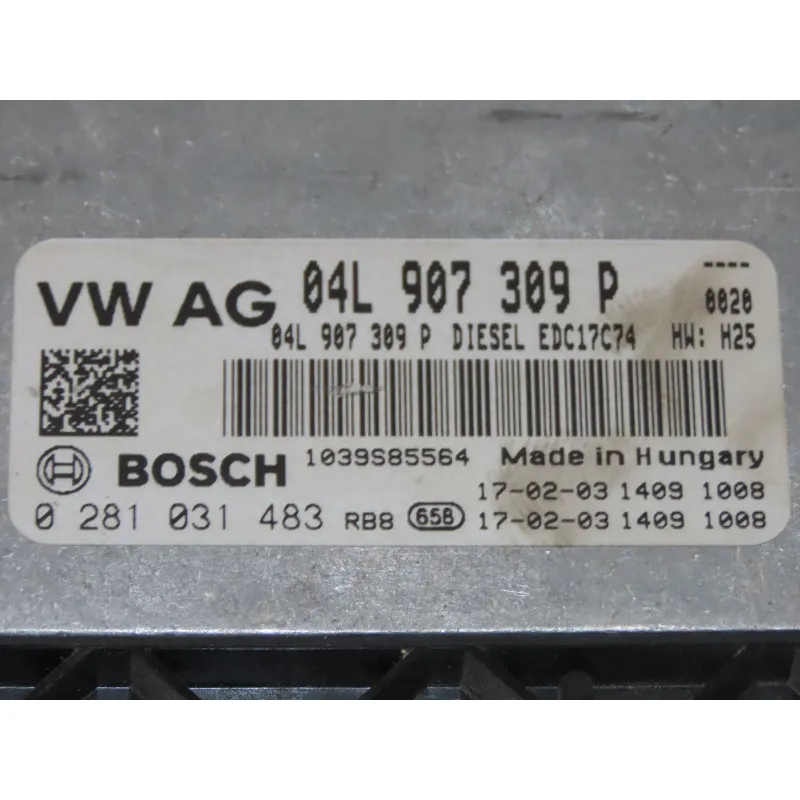 VW AG 04L 907 309 P ----
0020
04L 907 309 P DIESEL EDC17C74 HW: H25
BOSCH 1039S85564 Made in Hungary
17-02-03 1409 1008
0 281 031 483 RB8 65B 17-02-03 1409 1008